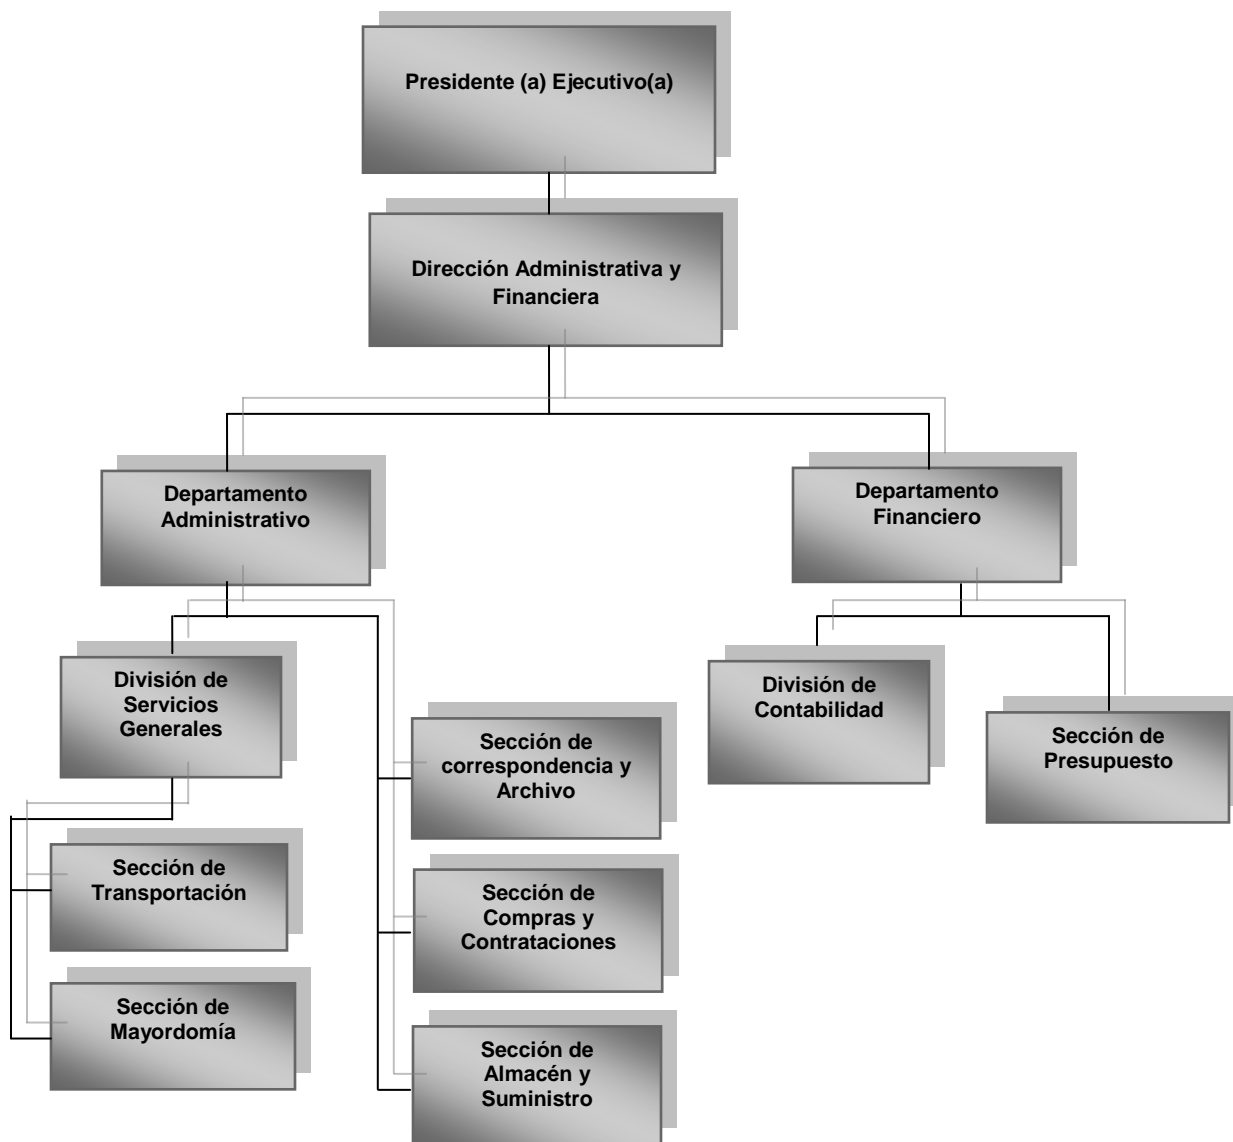 Presidente (a) Ejecutivo(a)
Dirección Administrativa y
Financiera
Departamento
Administrativo
Departamento
Financiero
División de
Servicios
Generales
División de
Contabilidad
Sección de
Presupuesto
Sección de
correspondencia y
Archivo
Sección de
Transportación
Sección de
Compras y
Contrataciones
Sección de
Mayordomía
Sección de
Almacén y
Suministro